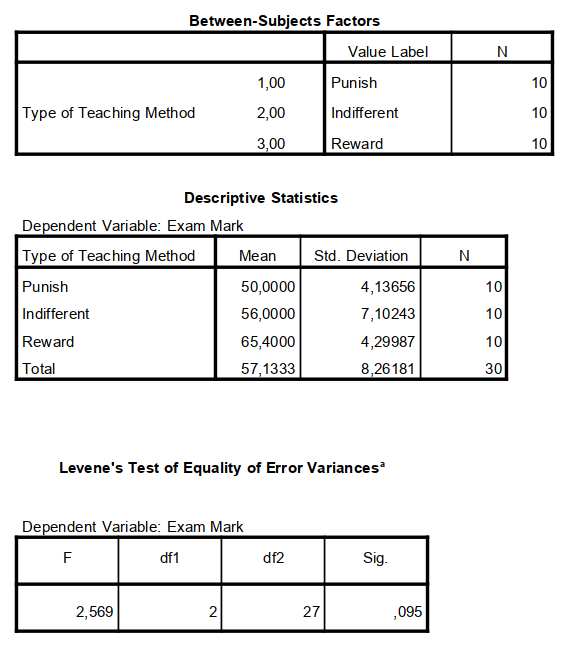 Between-Subjects Factors
Value Label N
1,00 Punish 10
Type of Teaching Method 2,00 Indifferent 10
3,00 Reward 10
Descriptive Statistics
Dependent Variable: Exam Mark
Type of Teaching Method Mean Std. Deviation N
Punish 50,0000 4,13656 10
Indifferent 56,0000 7,10243 10
Reward 65,4000 4,29987 10
Total 57,1333 8,26181 30
Levene's Test of Equality of Error Variancesª
Dependent Variable: Exam Mark
F df1 df2 Sig.
2,569 2 27 ,095